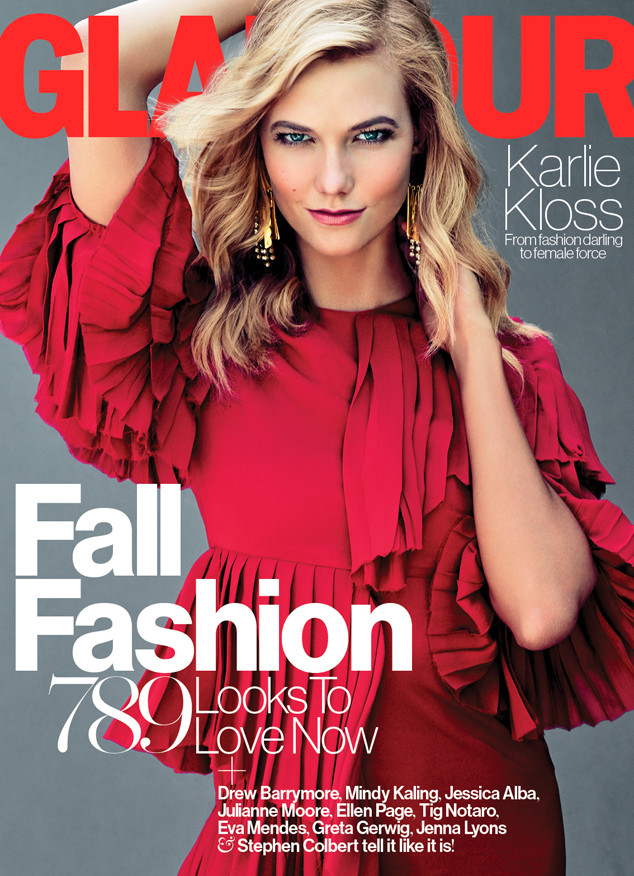 GLAMOUR
Karlie
Kloss
From fashion darling
to female force
Fall
Fashion
789 Looks To
Love Now
+
Drew Barrymore, Mindy Kaling, Jessica Alba,
Julianne Moore, Ellen Page, Tig Notaro,
Eva Mendes, Greta Gerwig, Jenna Lyons
& Stephen Colbert tell it like it is!